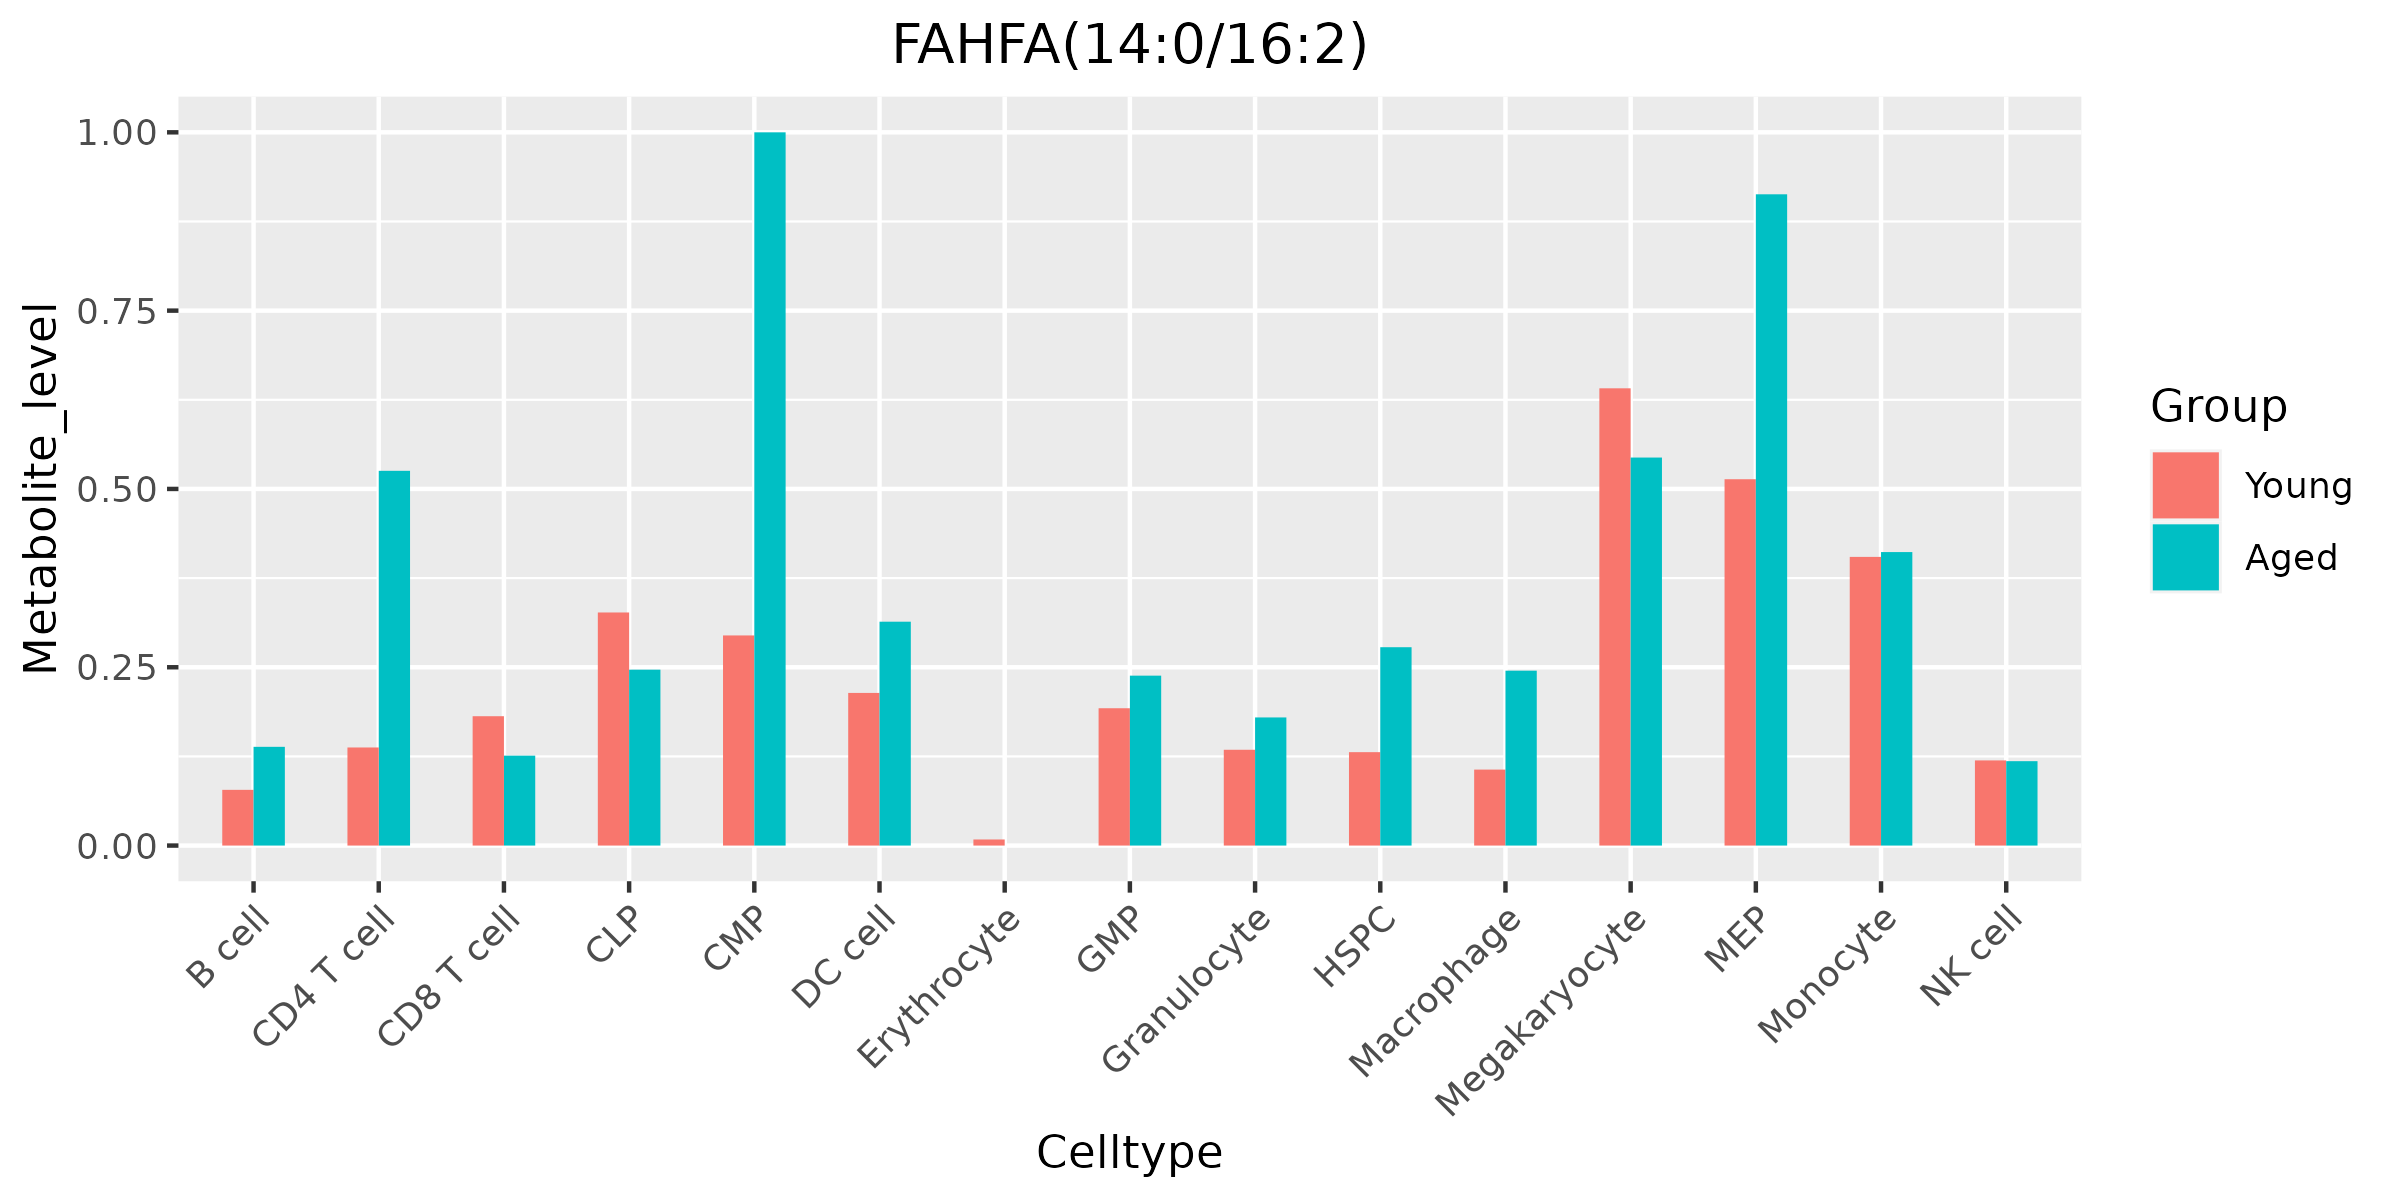 FAHFA(14:0/16:2)
Metabolite_level
1.00
0.75
0.50
0.25
0.00
B cell
CD4 T cell
CD8 T cell
CLP
CMP
DC cell
Erythrocyte
GMP
Granulocyte
HSPC
Macrophage
Megakaryocyte
MEP
Monocyte
NK cell
Celltype
Group
Young
Aged